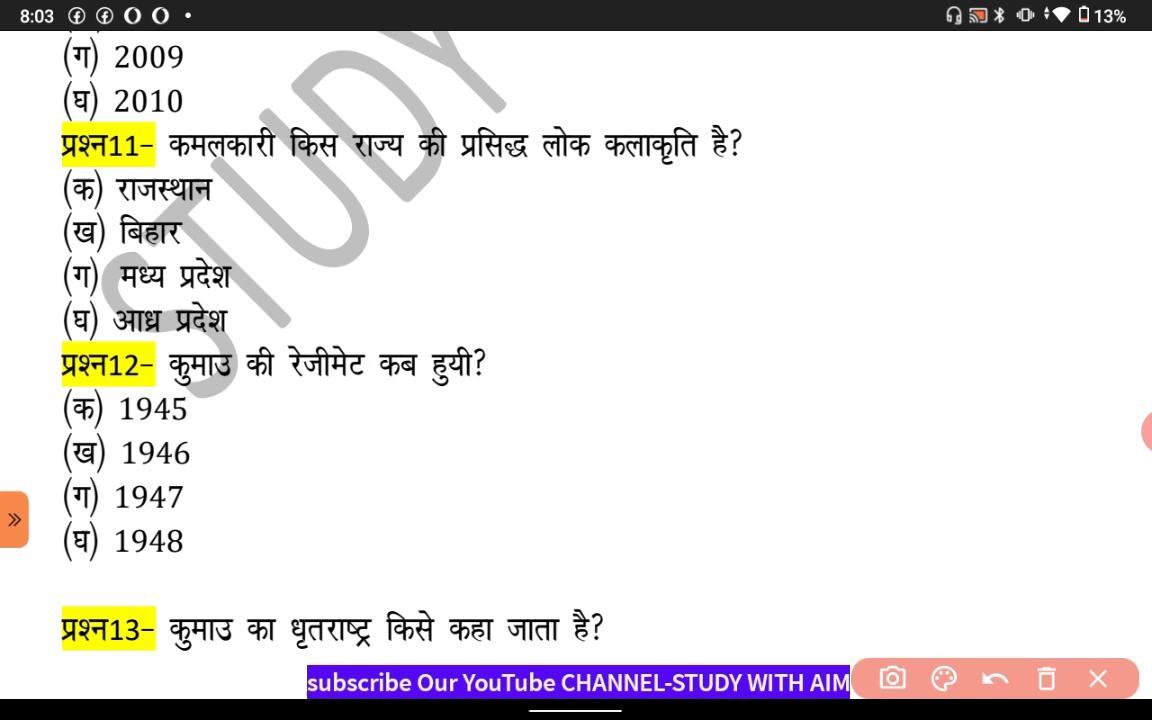 8:03 13%
(ग) 2009
(घ) 2010
प्रश्न11- कमलकारी किस राज्य की प्रसिद्ध लोक कलाकृति है?
(क) राजस्थान
(ख) बिहार
(ग) मध्य प्रदेश
(घ) आध्र प्रदेश
प्रश्न12- कुमाउ की रेजीमेट कब हुयी?
(क) 1945
(ख) 1946
(ग) 1947
(घ) 1948
प्रश्न13- कुमाउ का धृतराष्ट्र किसे कहा जाता है?
subscribe Our YouTube CHANNEL-STUDY WITH AIM
STUDY